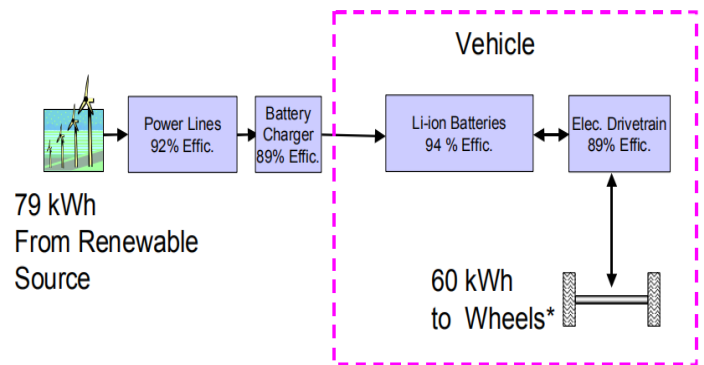 Vehicle
Power Lines
92% Effic.
Battery
Charger
89% Effic.
Li-ion Batteries
94 % Effic.
Elec. Drivetrain
89% Effic.
79 kWh
From Renewable
Source
60 kWh
to Wheels*